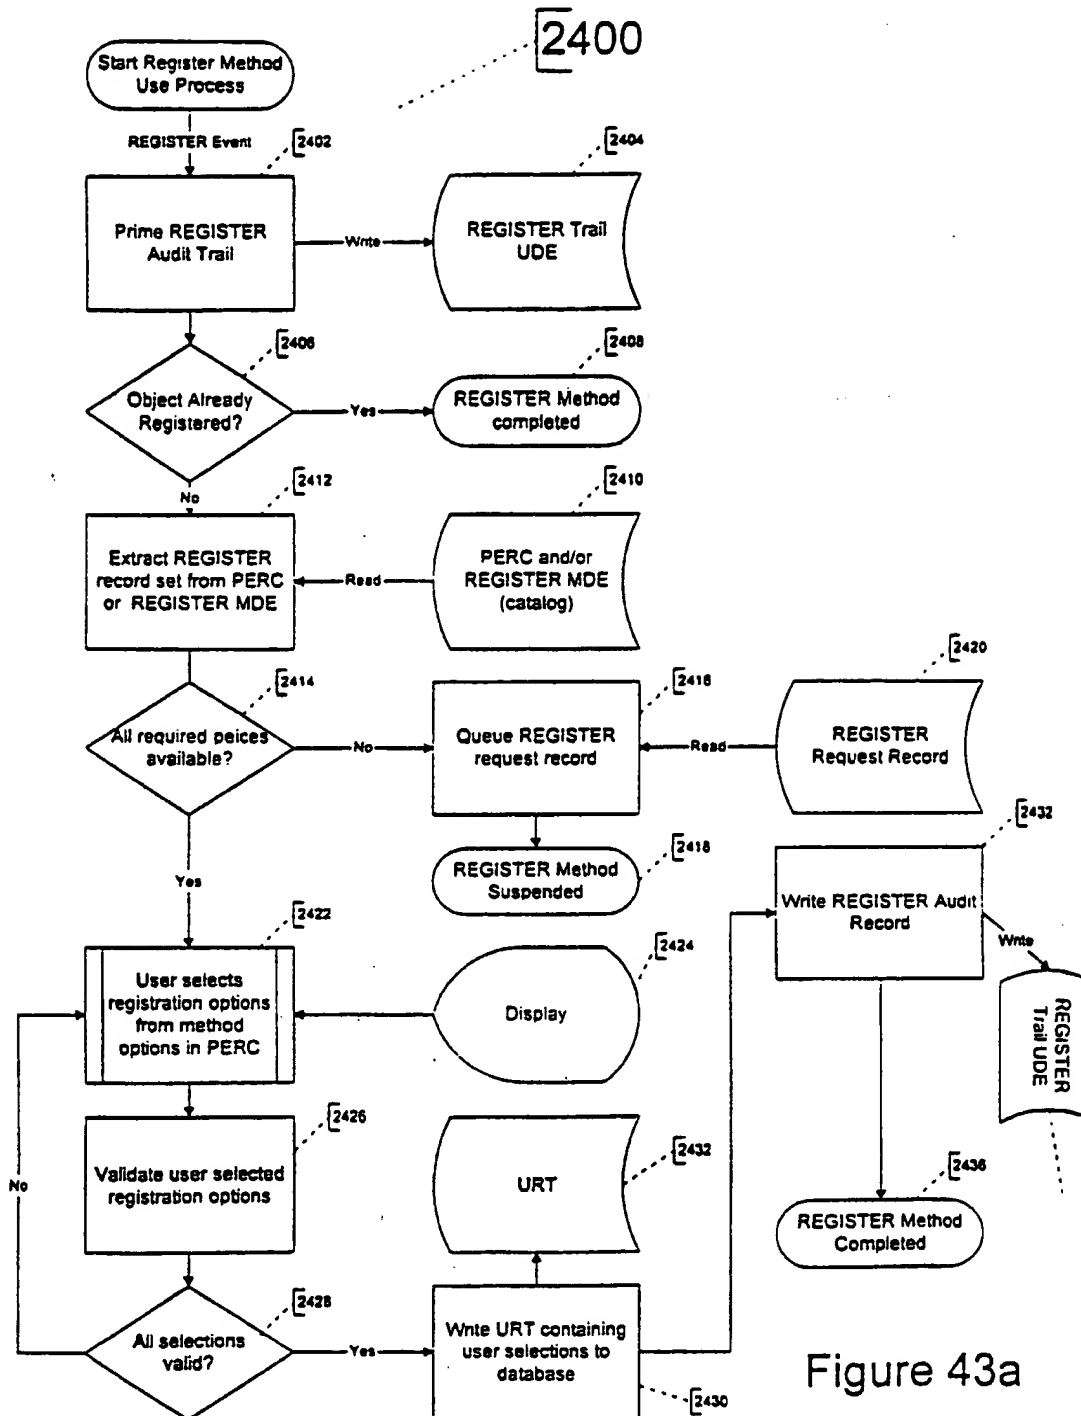 2400
Start Register Method
Use Process
REGISTER Event
2402
2404
Prime REGISTER
Audit Trail
Write
REGISTER Trail
UDE
2406
2408
Object Already
Registered?
Yes
REGISTER Method
completed
No
2412
2410
Extract REGISTER
record set from PERC
or REGISTER MDE
Read
PERC and/or
REGISTER MDE
(catalog)
2414
2416
2420
All required peices
available?
No
Queue REGISTER
request record
Read
REGISTER
Request Record
2418
REGISTER Method
Suspended
2432
Write REGISTER Audit
Record
Write
REGISTER
Trail UDE
Yes
2422
2424
User selects
registration options
from method
options in PERC
Display
2426
2432
Validate user selected
registration options
No
URT
2436
REGISTER Method
Completed
2428
All selections
valid?
Yes
Write URT containing
user selections to
database
2430
Figure 43a